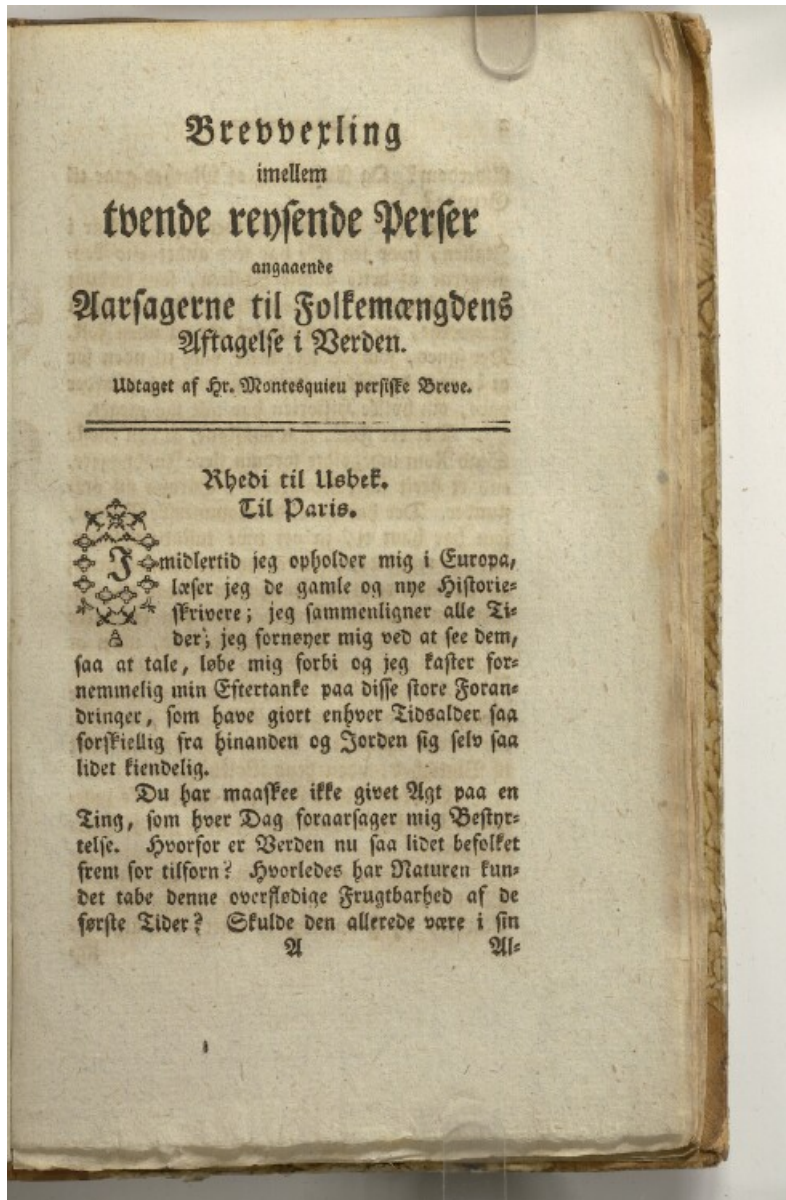 Brevvexling
imellem
tvende reysende Perser
angaaende
Aarsagerne til Folkemængdens
Aftagelse i Verden.
Udtaget af Hr. Montesquieu persiske Breve.
Rhedi til Usbek.
Til Paris.
Imidlertid jeg opholder mig i Europa,
læser jeg de gamle og nye Historie-
skrivere; jeg sammenligner alle Ti-
der; jeg fornøyer mig ved at see dem,
saa at tale, løbe mig forbi og jeg kaster for-
nemmelig min Eftertanke paa disse store Foran-
dringer, som have giort enhver Tidsalder saa
forskiellig fra hinanden og Jorden sig selv saa
lidet kiendelig.
Du har maaskee ikke givet Agt paa en
Ting, som hver Dag foraarsager mig Bestyr-
telse. Hvorfor er Verden nu saa lidet befolket
frem for tilforn? Hvorledes har Naturen kun-
det tabe denne overflødige Frugtbarhed af de
første Tider? Skulde den allerede være i sin
A Al-